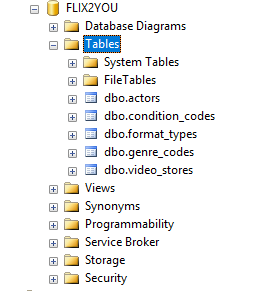 FLIX2YOU
Database Diagrams
Tables
System Tables
FileTables
dbo.actors
dbo.condition_codes
dbo.format_types
dbo.genre_codes
dbo.video_stores
Views
Synonyms
Programmability
Service Broker
Storage
Security